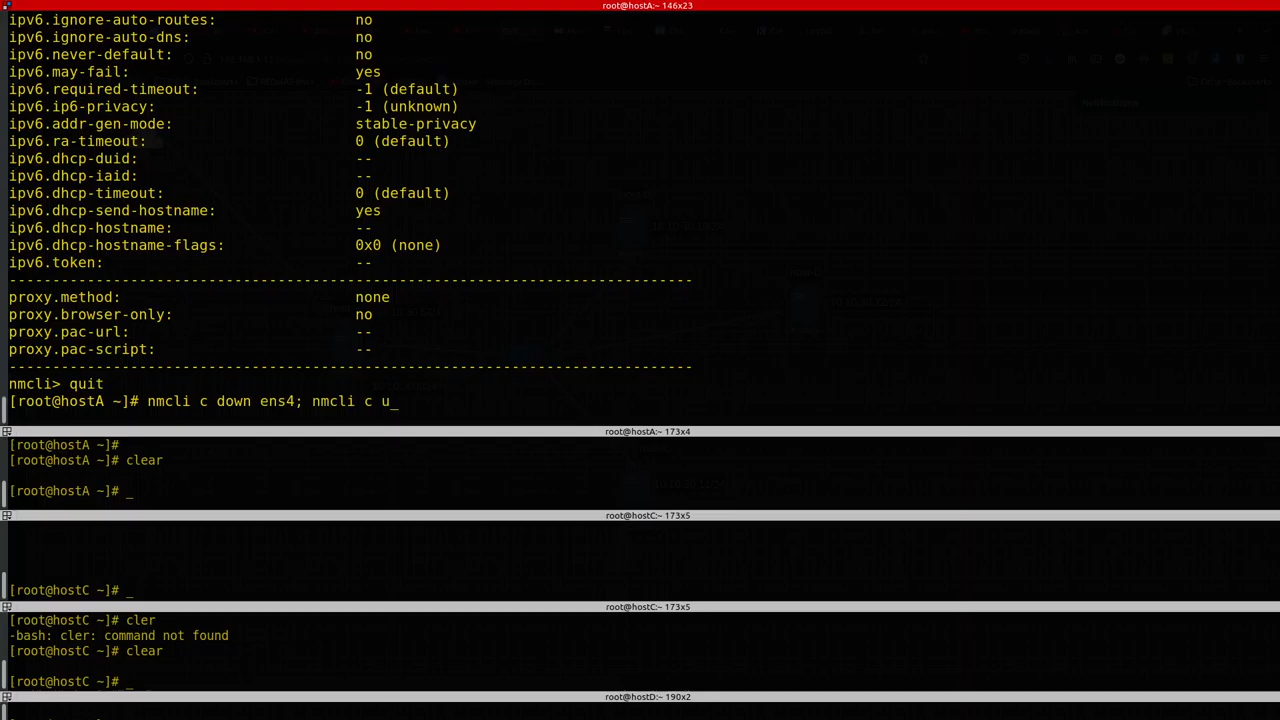 root@hostA:~ 146x23
ipv6.ignore-auto-routes: no
ipv6.ignore-auto-dns: no
ipv6.never-default: no
ipv6.may-fail: yes
ipv6.required-timeout: -1 (default)
ipv6.ip6-privacy: -1 (unknown)
ipv6.addr-gen-mode: stable-privacy
ipv6.ra-timeout: 0 (default)
ipv6.dhcp-duid: --
ipv6.dhcp-iaid: --
ipv6.dhcp-timeout: 0 (default)
ipv6.dhcp-send-hostname: yes
ipv6.dhcp-hostname: --
ipv6.dhcp-hostname-flags: 0x0 (none)
ipv6.token: --
-------------------------------------------------------------------------------
proxy.method: none
proxy.browser-only: no
proxy.pac-url: --
proxy.pac-script: --
-------------------------------------------------------------------------------
nmcli> quit
[root@hostA ~]# nmcli c down ens4; nmcli c u_
root@hostA:~ 173x4
[root@hostA ~]#
[root@hostA ~]# clear
[root@hostA ~]# _
root@hostC:~ 173x5
[root@hostC ~]# _
root@hostC:~ 173x5
[root@hostC ~]# cler
-bash: cler: command not found
[root@hostC ~]# clear
[root@hostC ~]# _
root@hostD:~ 190x2